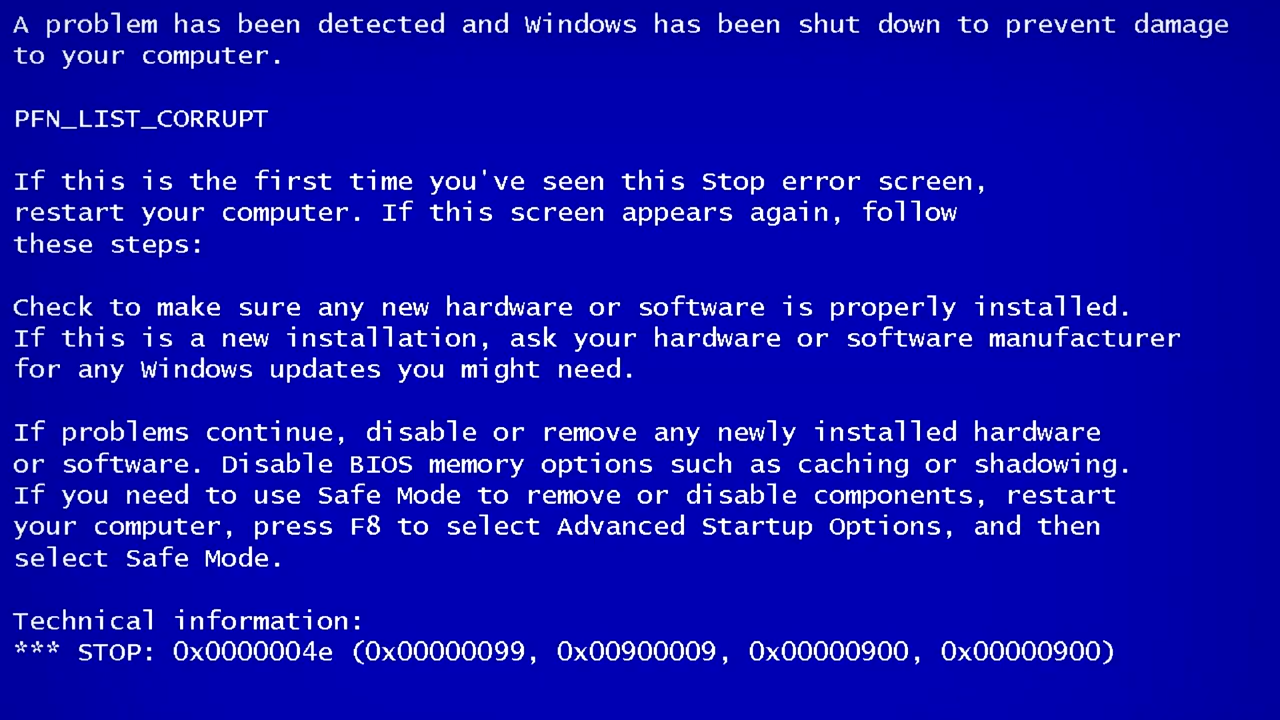 A problem has been detected and Windows has been shut down to prevent damage
to your computer.
PFN_LIST_CORRUPT
If this is the first time you've seen this Stop error screen,
restart your computer. If this screen appears again, follow
these steps:
Check to make sure any new hardware or software is properly installed.
If this is a new installation, ask your hardware or software manufacturer
for any Windows updates you might need.
If problems continue, disable or remove any newly installed hardware
or software. Disable BIOS memory options such as caching or shadowing.
If you need to use Safe Mode to remove or disable components, restart
your computer, press F8 to select Advanced Startup Options, and then
select Safe Mode.
Technical information:
*** STOP: 0x0000004e (0x00000099, 0x00900009, 0x00000900, 0x00000900)